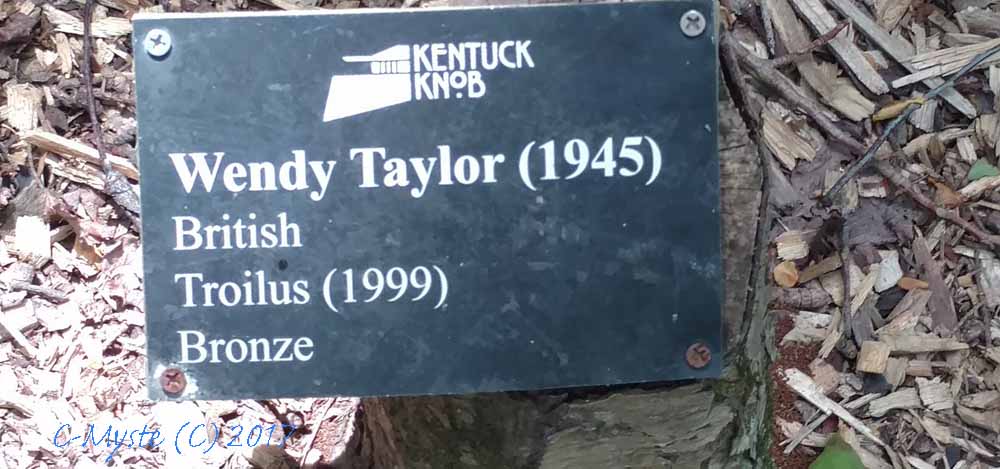 KENTUCK
KNOB
Wendy Taylor (1945)
British
Troilus (1999)
Bronze
C-Myste (C) 2017